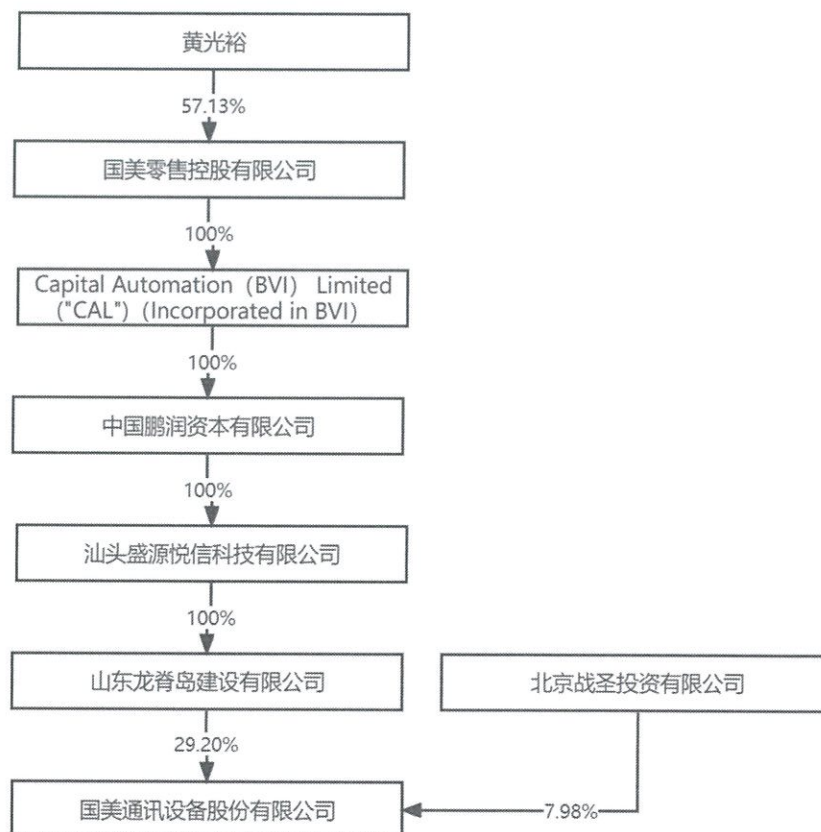 黄光裕
57.13%
国美零售控股有限公司
100%
Capital Automation（BVI） Limited
("CAL")（Incorporated in BVI）
100%
中国鹏润资本有限公司
100%
汕头盛源悦信科技有限公司
100%
山东龙脊岛建设有限公司
北京战圣投资有限公司
29.20%
国美通讯设备股份有限公司
7.98%